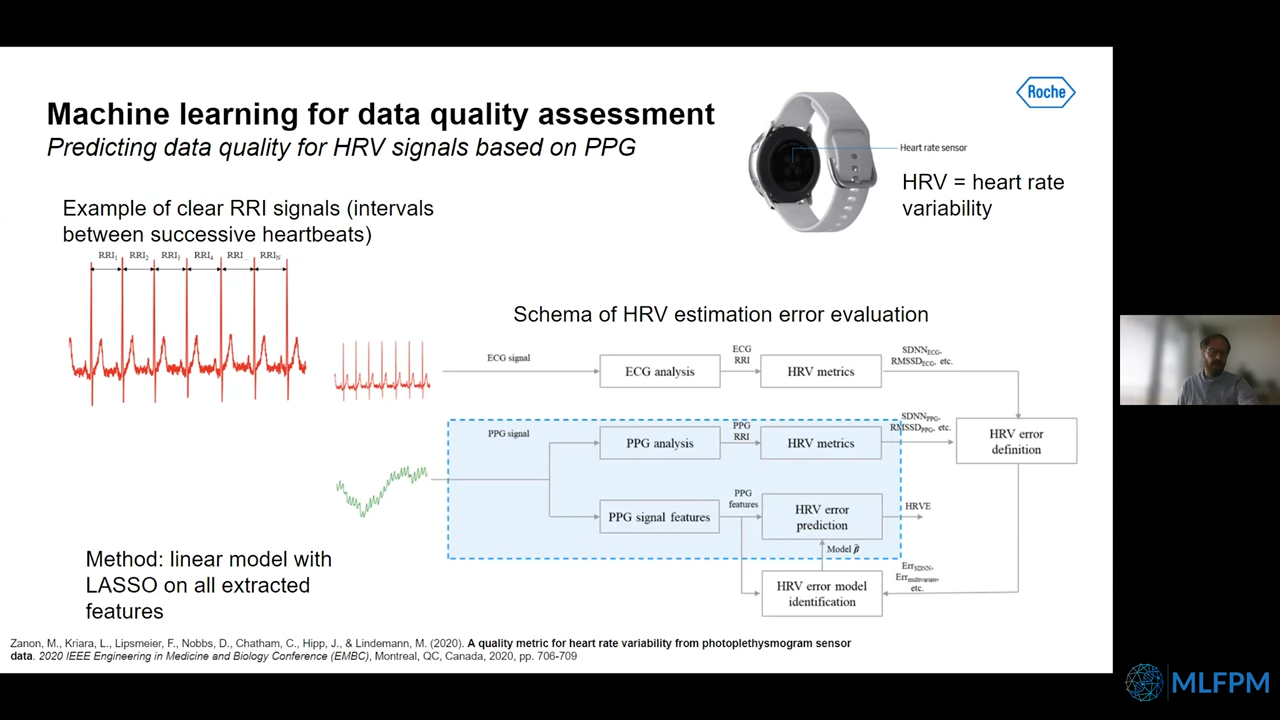 Machine learning for data quality assessment
Predicting data quality for HRV signals based on PPG
Roche
Heart rate sensor
HRV = heart rate
variability
Example of clear RRI signals (intervals
between successive heartbeats)
RRI1 RRI2 RRI3 RRI4 RRI... RRIN
Schema of HRV estimation error evaluation
ECG signal
ECG analysis
ECG
RRI
HRV metrics
SDNNECG,
RMSSDECG, etc.
PPG signal
PPG analysis
PPG
RRI
HRV metrics
SDNNPPG,
RMSSDPPG, etc.
HRV error
definition
PPG signal features
PPG
features
HRV error
prediction
HRVE
Model β̂
HRV error model
identification
ErrSDNN,
Errmultivariate,
etc.
Method: linear model with
LASSO on all extracted
features
Zanon, M., Kriara, L., Lipsmeier, F., Nobbs, D., Chatham, C., Hipp, J., & Lindemann, M. (2020). A quality metric for heart rate variability from photoplethysmogram sensor
data. 2020 IEEE Engineering in Medicine and Biology Conference (EMBC), Montreal, QC, Canada, 2020, pp. 706-709
MLFPM